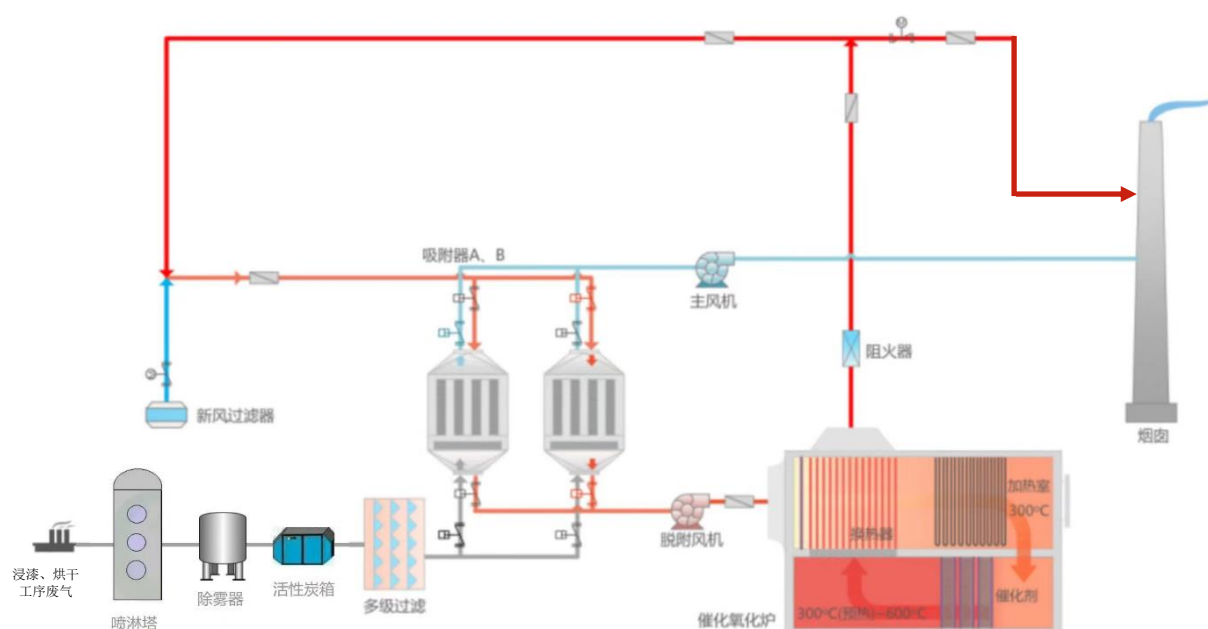 吸附器A、B
主风机
阻火器
新风过滤器
烟囱
加热室
300℃
换热器
脱附风机
浸漆、烘干
工序废气
除雾器
活性炭箱
多级过滤
催化剂
300℃(预热)~600℃
喷淋塔
催化氧化炉